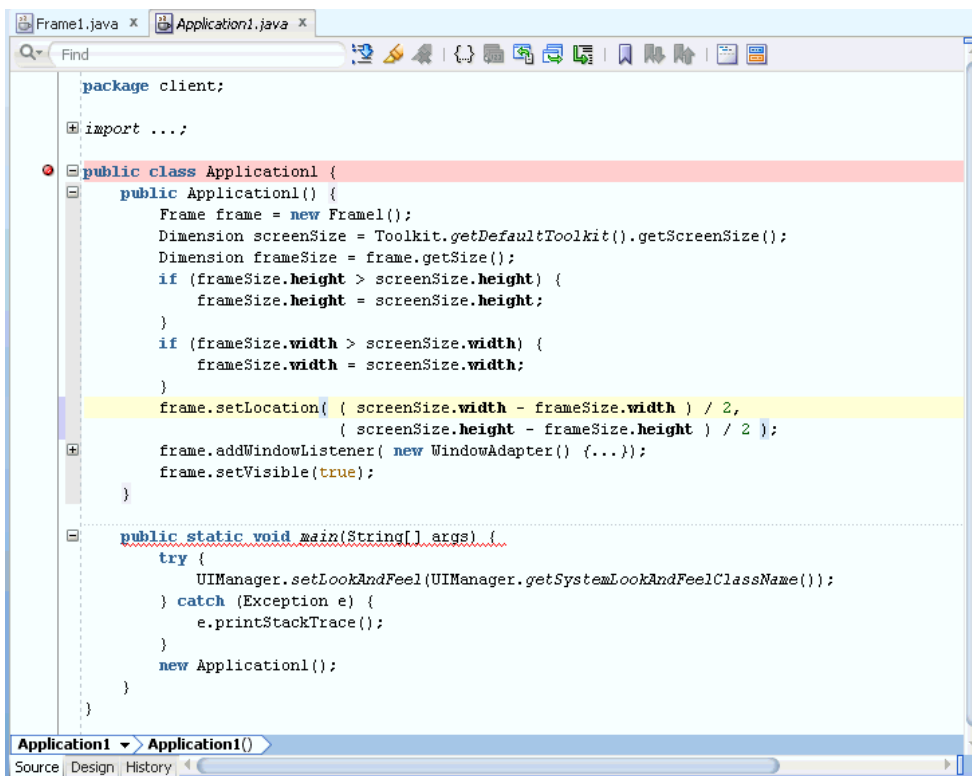 Frame1.java x Application1.java x
Find
package client;
import ...;
public class Application1 {
public Application1() {
Frame frame = new Frame1();
Dimension screenSize = Toolkit.getDefaultToolkit().getScreenSize();
Dimension frameSize = frame.getSize();
if (frameSize.height > screenSize.height) {
frameSize.height = screenSize.height;
}
if (frameSize.width > screenSize.width) {
frameSize.width = screenSize.width;
}
frame.setLocation( ( screenSize.width - frameSize.width ) / 2,
( screenSize.height - frameSize.height ) / 2 );
frame.addWindowListener( new WindowAdapter() {...});
frame.setVisible(true);
}
public static void main(String[] args) {
try {
UIManager.setLookAndFeel(UIManager.getSystemLookAndFeelClassName());
} catch (Exception e) {
e.printStackTrace();
}
new Application1();
}
}
Application1 Application1()
Source Design History